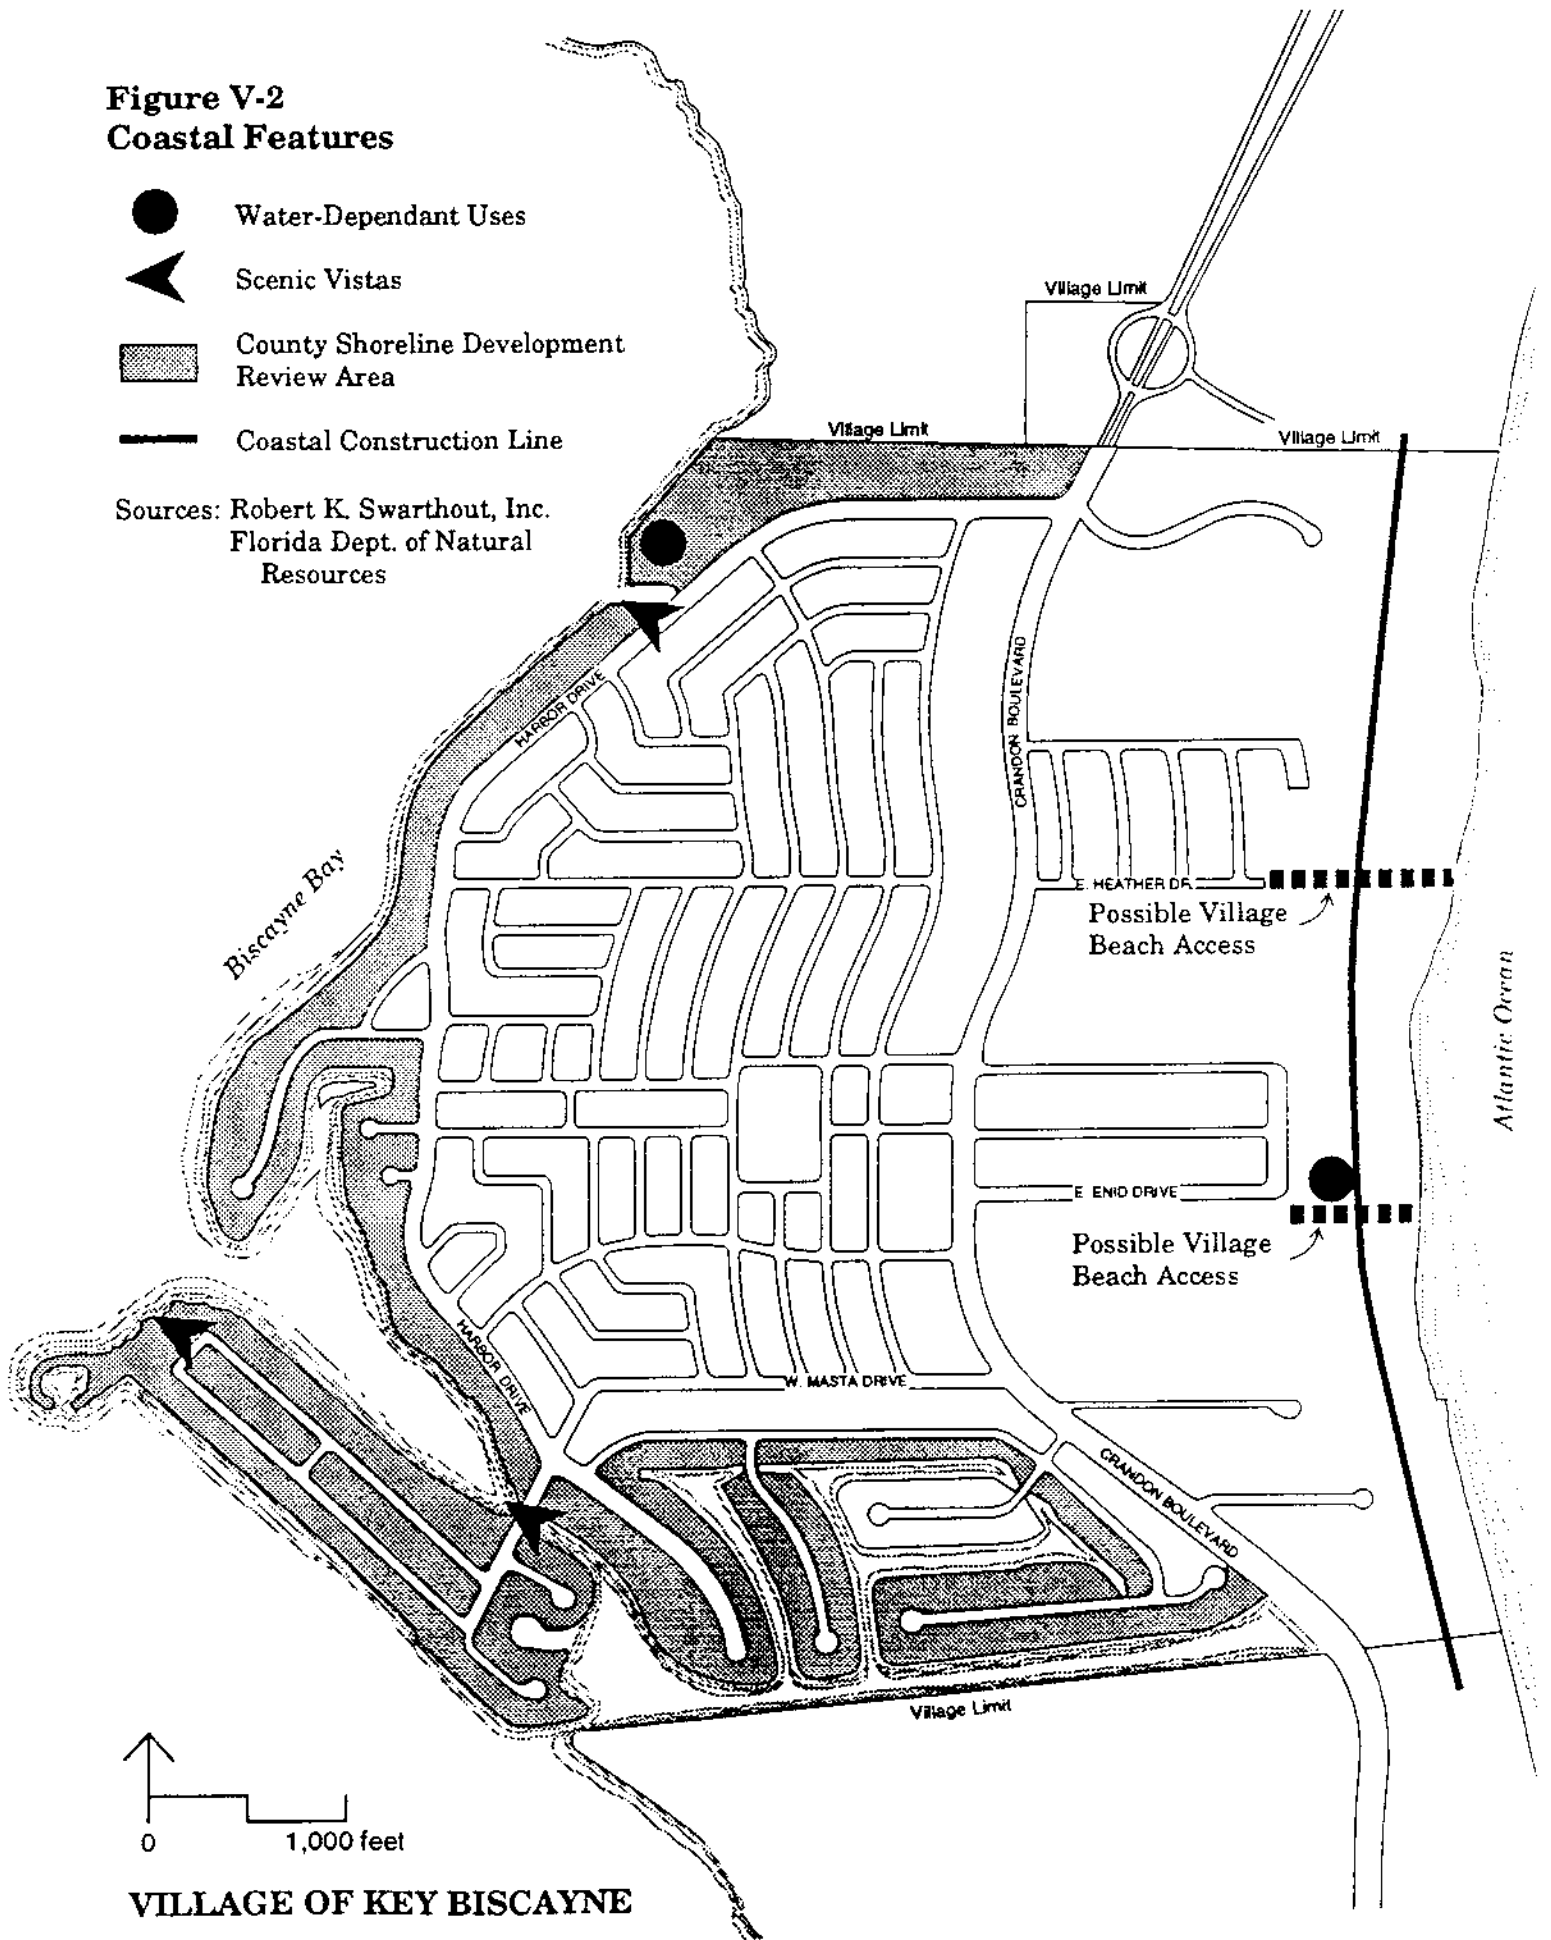 Figure V-2
Coastal Features
Water-Dependant Uses
Scenic Vistas
County Shoreline Development
Review Area
Coastal Construction Line
Sources: Robert K. Swarthout, Inc.
Florida Dept. of Natural
Resources
Village Limit
Village Limit
Village Limit
HARBOR DRIVE
CRANDON BOULEVARD
Biscayne Bay
E. HEATHER DR.
Possible Village
Beach Access
Atlantic Ocean
E. ENID DRIVE
Possible Village
Beach Access
HARBOR DRIVE
W. MASTA DRIVE
CRANDON BOULEVARD
Village Limit
0 1,000 feet
VILLAGE OF KEY BISCAYNE